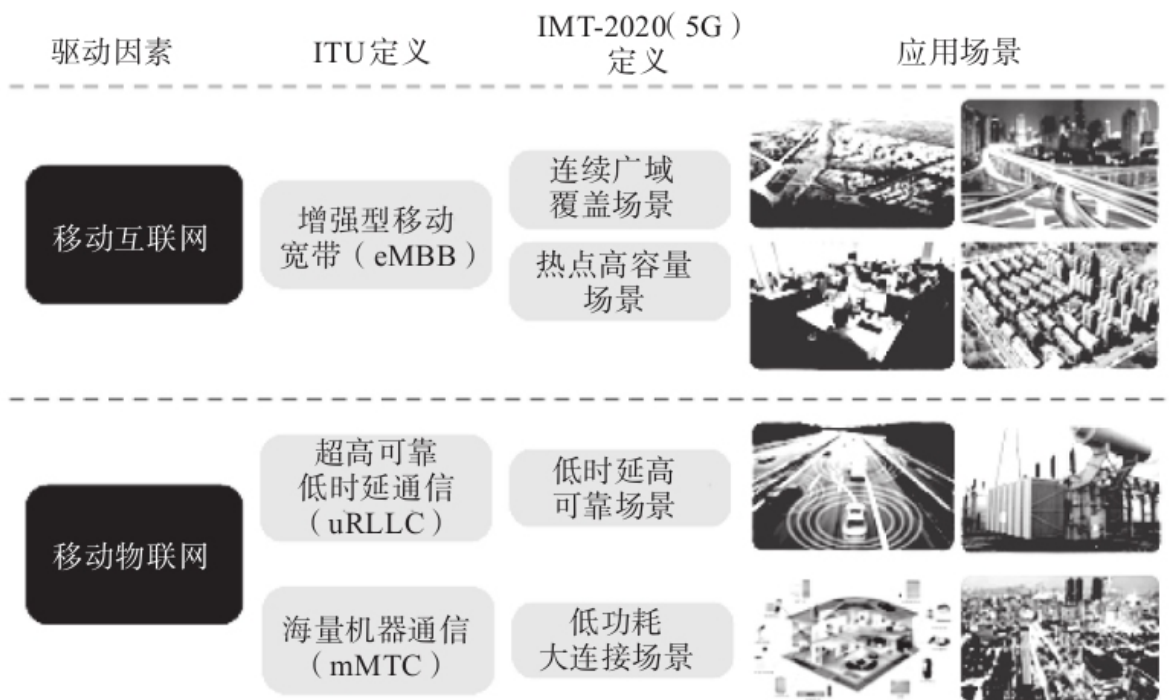 驱动因素
ITU定义
IMT-2020（5G）
定义
应用场景
移动互联网
增强型移动
宽带（eMBB）
连续广域
覆盖场景
热点高容量
场景
移动物联网
超高可靠
低时延通信
（uRLLC）
低时延高
可靠场景
海量机器通信
（mMTC）
低功耗
大连接场景